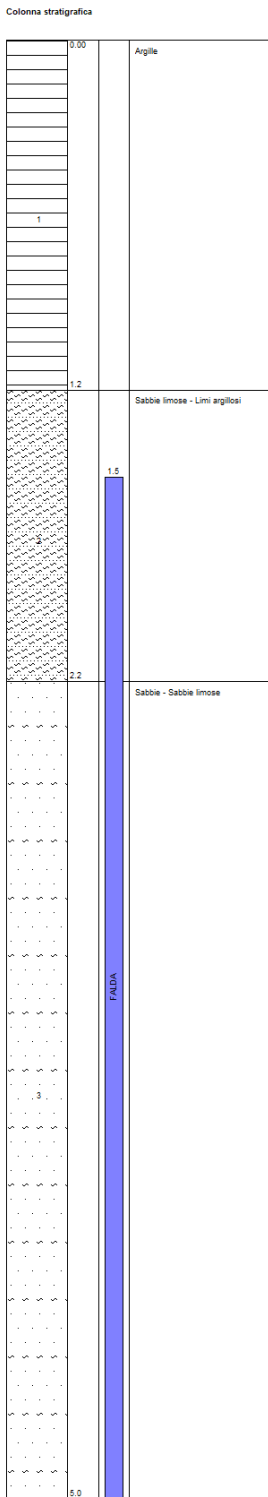 Colonna stratigrafica
0.00
Argille
1
1.2
Sabbie limose - Limi argillosi
1.5
2
2.2
Sabbie - Sabbie limose
FALDA
3
5.0